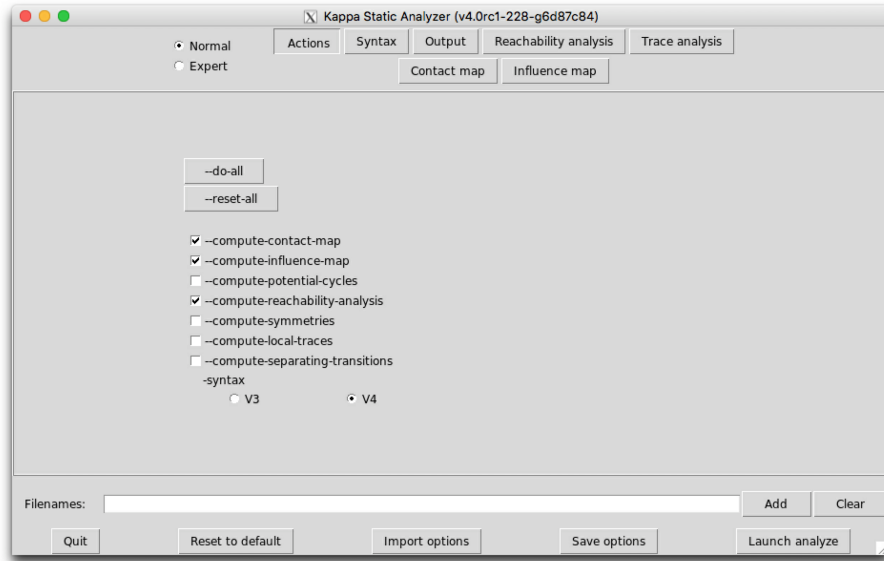 Kappa Static Analyzer (v4.0rc1-228-g6d87c84)
Normal
Expert
Actions Syntax Output Reachability analysis Trace analysis
Contact map Influence map
--do-all
--reset-all
--compute-contact-map
--compute-influence-map
--compute-potential-cycles
--compute-reachability-analysis
--compute-symmetries
--compute-local-traces
--compute-separating-transitions
-syntax
V3 V4
Filenames: Add Clear
Quit Reset to default Import options Save options Launch analyze